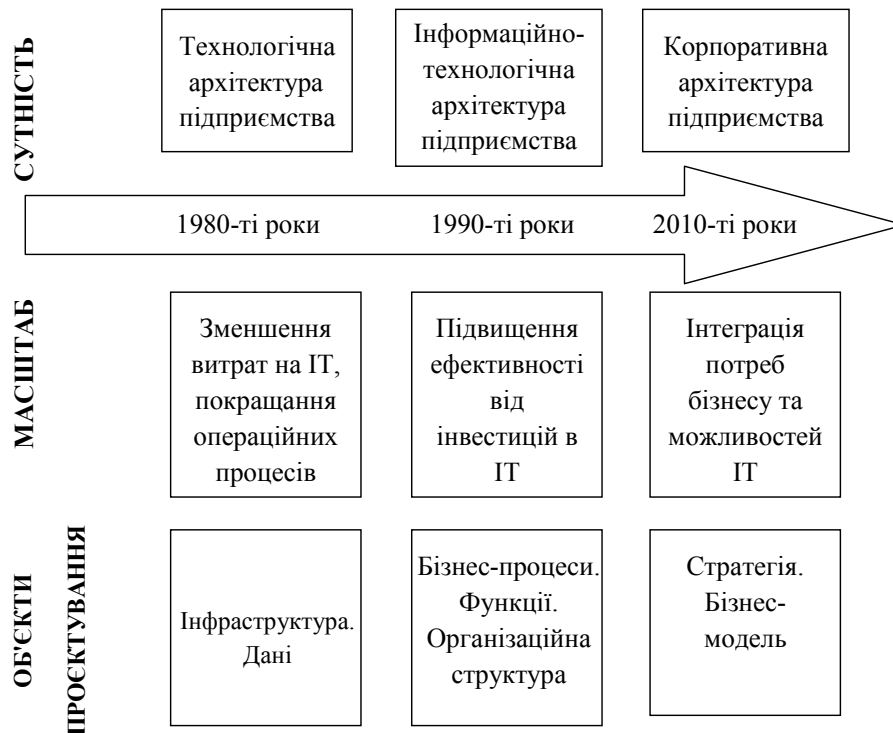 СУТНІСТЬ
Технологічна
архітектура
підприємства
Інформаційно-
технологічна
архітектура
підприємства
Корпоративна
архітектура
підприємства
1980-ті роки
1990-ті роки
2010-ті роки
МАСШТАБ
Зменшення
витрат на ІТ,
покращання
операційних
процесів
Підвищення
ефективності
від
інвестицій в
ІТ
Інтеграція
потреб
бізнесу та
можливостей
ІТ
ОБ'ЄКТИ
ПРОЄКТУВАННЯ
Інфраструктура.
Дані
Бізнес-процеси.
Функції.
Організаційна
структура
Стратегія.
Бізнес-
модель